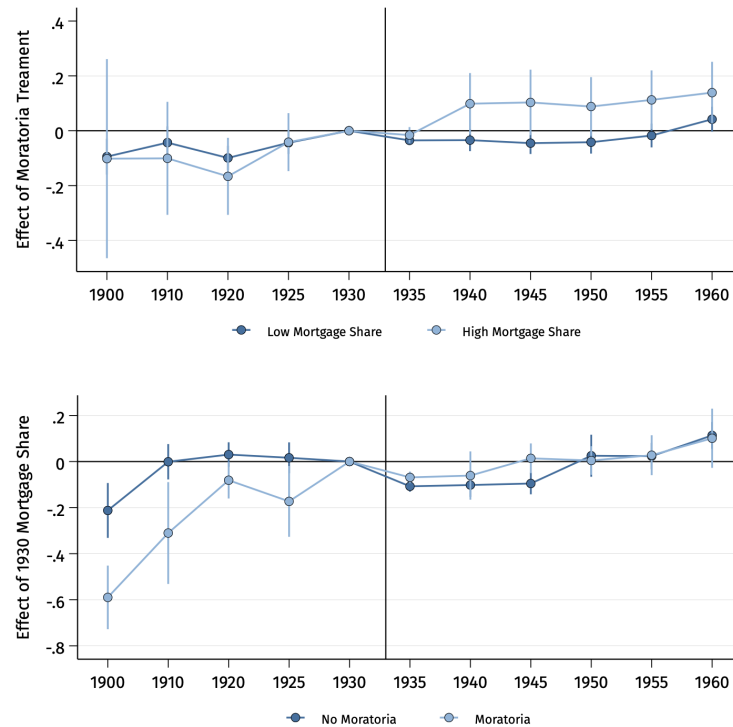 Effect of Moratoria Treament
.4
.2
0
-.2
-.4
1900 1910 1920 1925 1930 1935 1940 1945 1950 1955 1960
Low Mortgage Share High Mortgage Share
Effect of 1930 Mortgage Share
.2
0
-.2
-.4
-.6
-.8
1900 1910 1920 1925 1930 1935 1940 1945 1950 1955 1960
No Moratoria Moratoria